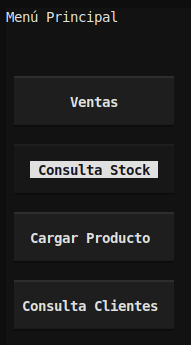 Menú Principal
Ventas
Consulta Stock
Cargar Producto
Consulta Clientes